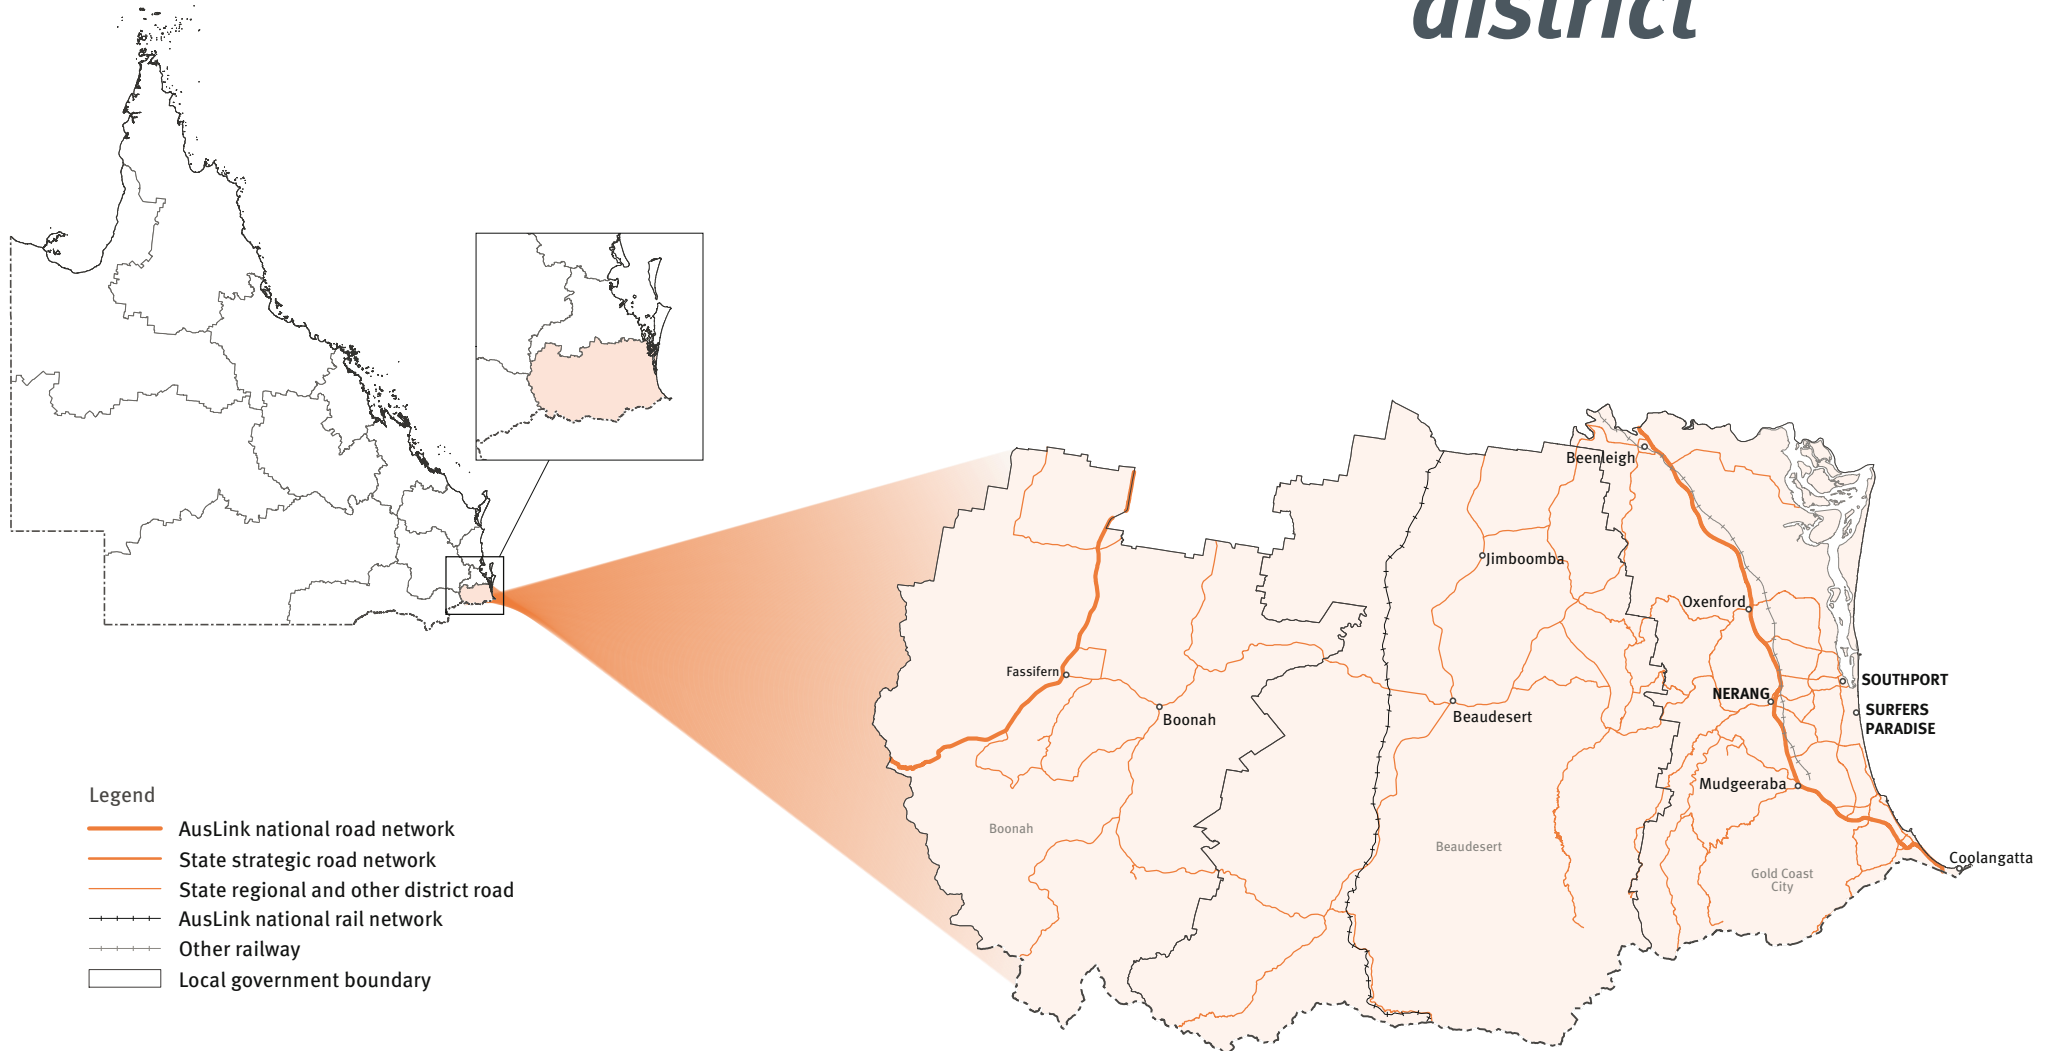 district
Beenleigh
Jimboomba
Oxenford
Fassifern
SOUTHPORT
NERANG
SURFERS
PARADISE
Boonah
Beaudesert
Mudgeeraba
Legend
AusLink national road network
State strategic road network
State regional and other district road
AusLink national rail network
Other railway
Local government boundary
Boonah
Beaudesert
Gold Coast
City
Coolangatta